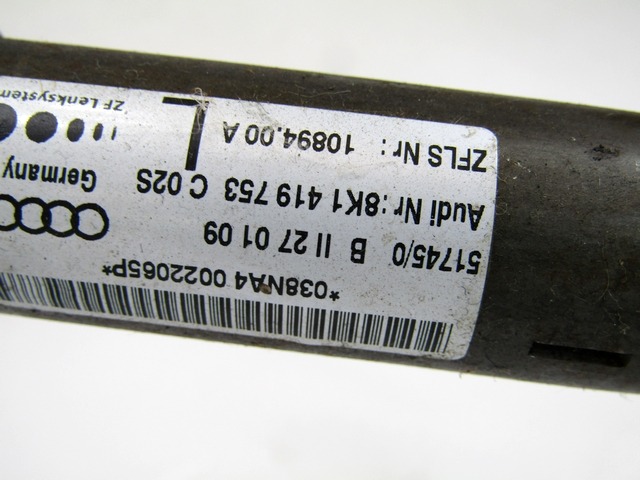 *038NA4 0022065P*
51745/0 B II 27 01 09
Audi Nr:8K1 419 753 C 02S
Germany
ZFLS Nr: 10894.00 A
L
ZF Lenksystem